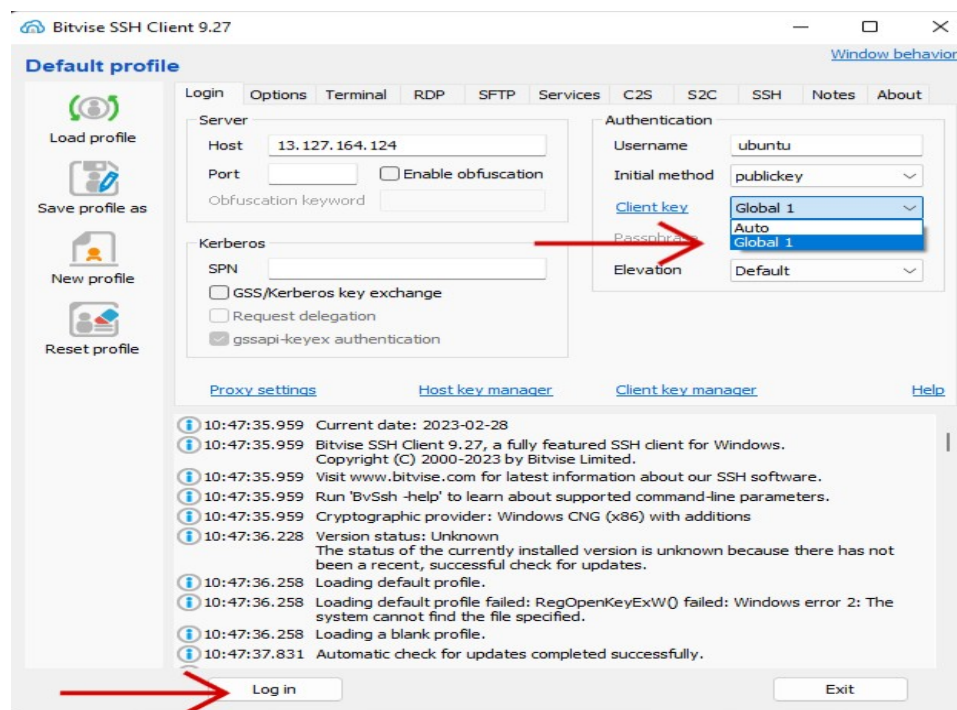 Bitvise SSH Client 9.27
Window behavior
Default profile
Load profile
Save profile as
New profile
Reset profile
Login Options Terminal RDP SFTP Services C2S S2C SSH Notes About
Server
Host 13.127.164.124
Port Enable obfuscation
Obfuscation keyword
Kerberos
SPN
GSS/Kerberos key exchange
Request delegation
gssapi-keyex authentication
Authentication
Username ubuntu
Initial method publickey
Client key Global 1
Auto
Passphrase Global 1
Elevation Default
Proxy settings Host key manager Client key manager Help
10:47:35.959 Current date: 2023-02-28
10:47:35.959 Bitvise SSH Client 9.27, a fully featured SSH client for Windows.
Copyright (C) 2000-2023 by Bitvise Limited.
10:47:35.959 Visit www.bitvise.com for latest information about our SSH software.
10:47:35.959 Run 'BvSsh -help' to learn about supported command-line parameters.
10:47:35.959 Cryptographic provider: Windows CNG (x86) with additions
10:47:36.228 Version status: Unknown
The status of the currently installed version is unknown because there has not
been a recent, successful check for updates.
10:47:36.258 Loading default profile.
10:47:36.258 Loading default profile failed: RegOpenKeyExW() failed: Windows error 2: The
system cannot find the file specified.
10:47:36.258 Loading a blank profile.
10:47:37.831 Automatic check for updates completed successfully.
Log in Exit